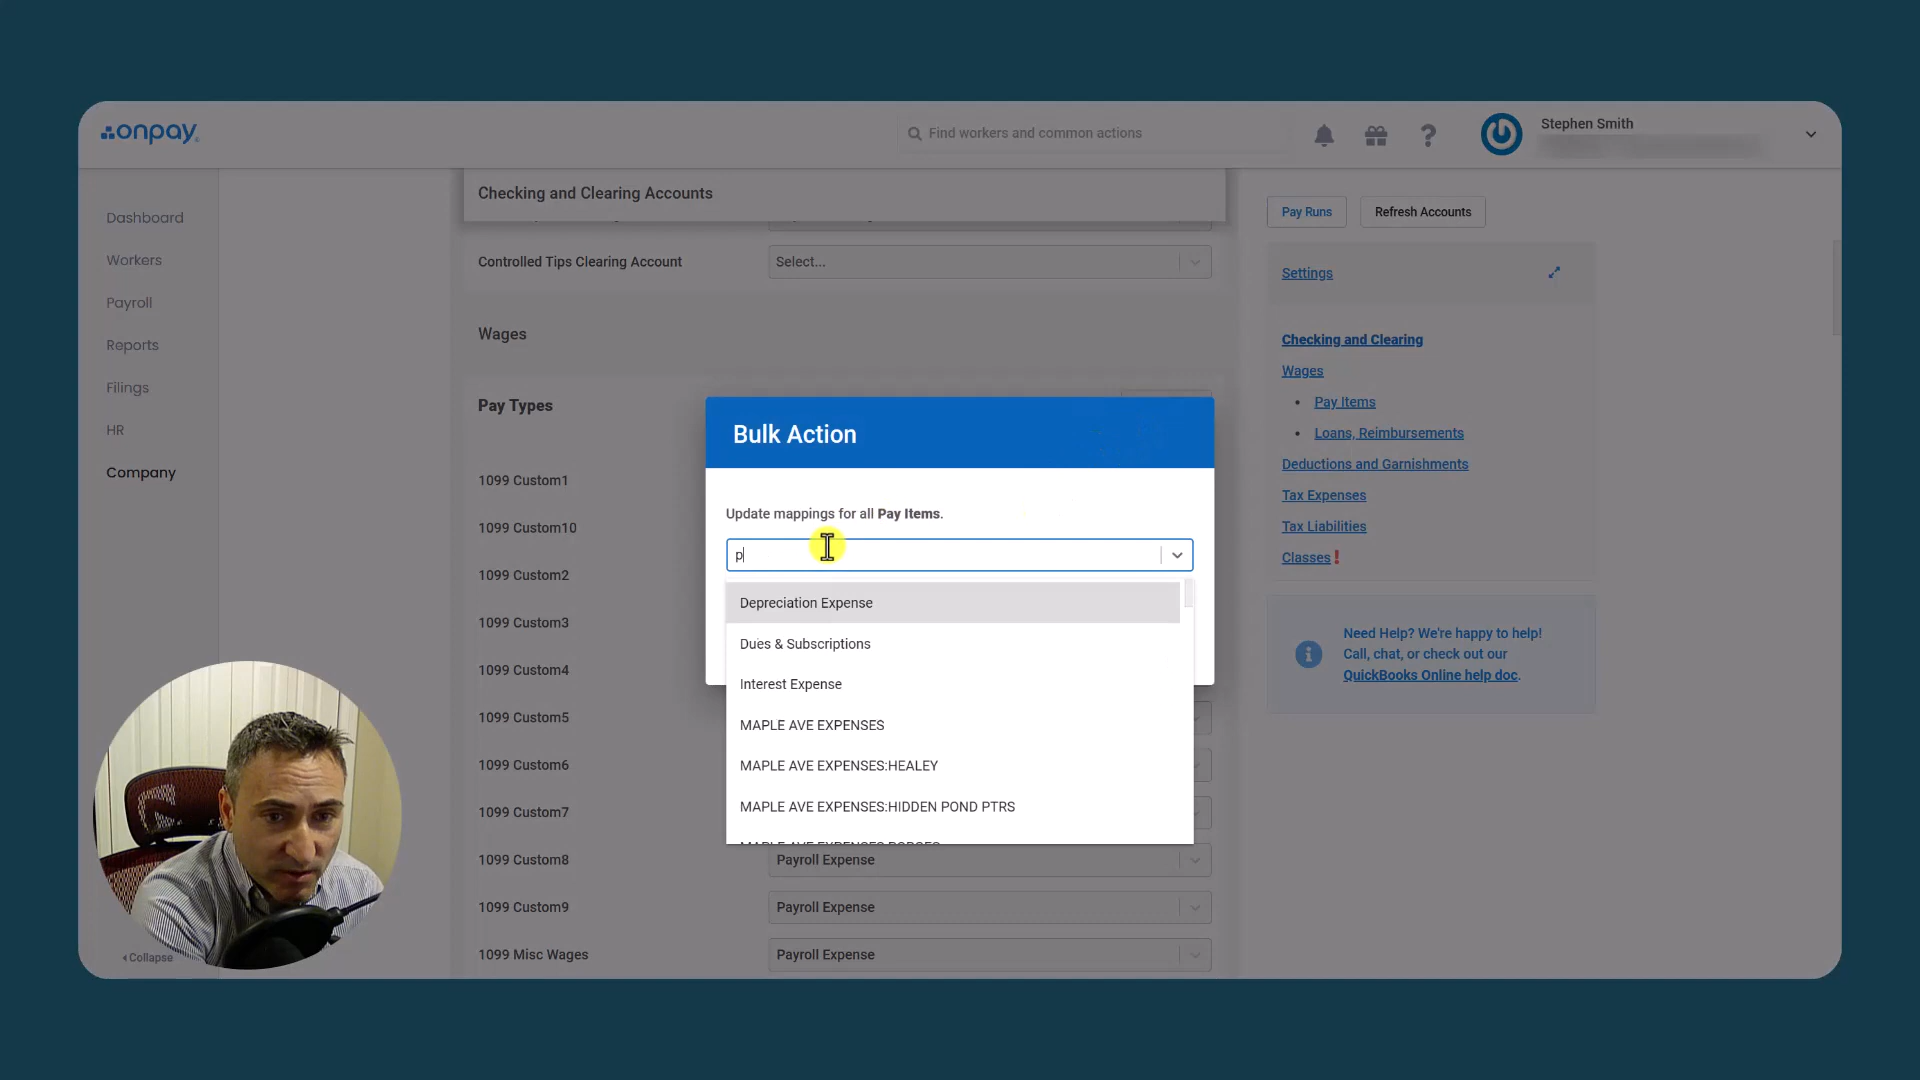 onpay
Find workers and common actions
Stephen Smith
Dashboard
Workers
Payroll
Reports
Filings
HR
Company
Collapse
Checking and Clearing Accounts
Controlled Tips Clearing Account
Select...
Wages
Pay Types
1099 Custom1
1099 Custom10
1099 Custom2
1099 Custom3
1099 Custom4
1099 Custom5
1099 Custom6
1099 Custom7
1099 Custom8
Payroll Expense
1099 Custom9
Payroll Expense
1099 Misc Wages
Payroll Expense
Bulk Action
Update mappings for all Pay Items.
p
Depreciation Expense
Dues & Subscriptions
Interest Expense
MAPLE AVE EXPENSES
MAPLE AVE EXPENSES:HEALEY
MAPLE AVE EXPENSES:HIDDEN POND PTRS
Pay Runs
Refresh Accounts
Settings
Checking and Clearing
Wages
• Pay Items
• Loans, Reimbursements
Deductions and Garnishments
Tax Expenses
Tax Liabilities
Classes❗
Need Help? We're happy to help!
Call, chat, or check out our
QuickBooks Online help doc.